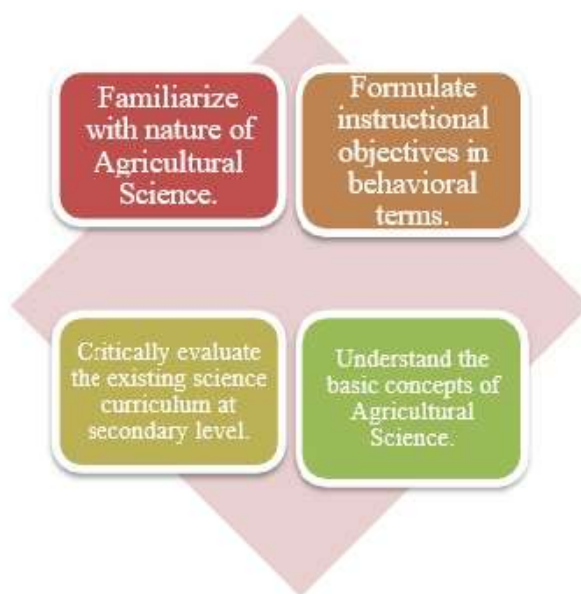 Familiarize
with nature of
Agricultural
Science.
Formulate
instructional
objectives in
behavioral
terms.
Critically evaluate
the existing science
curriculum at
secondary level.
Understand the
basic concepts of
Agricultural
Science.